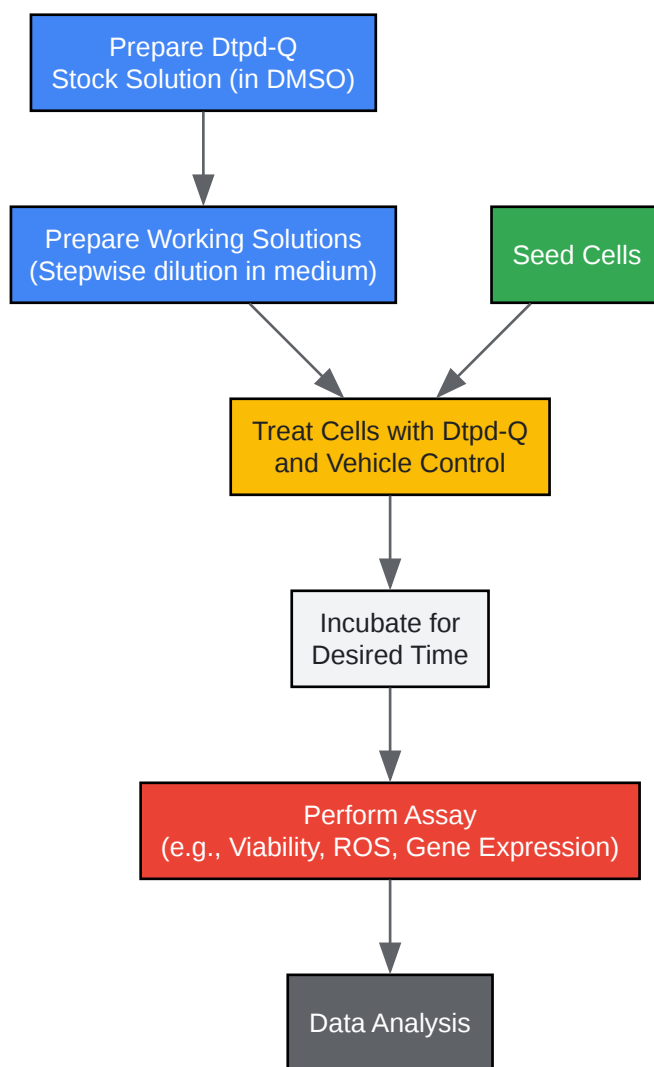 Prepare Dtpd-Q
Stock Solution (in DMSO)
Prepare Working Solutions
(Stepwise dilution in medium)
Seed Cells
Treat Cells with Dtpd-Q
and Vehicle Control
Incubate for
Desired Time
Perform Assay
(e.g., Viability, ROS, Gene Expression)
Data Analysis